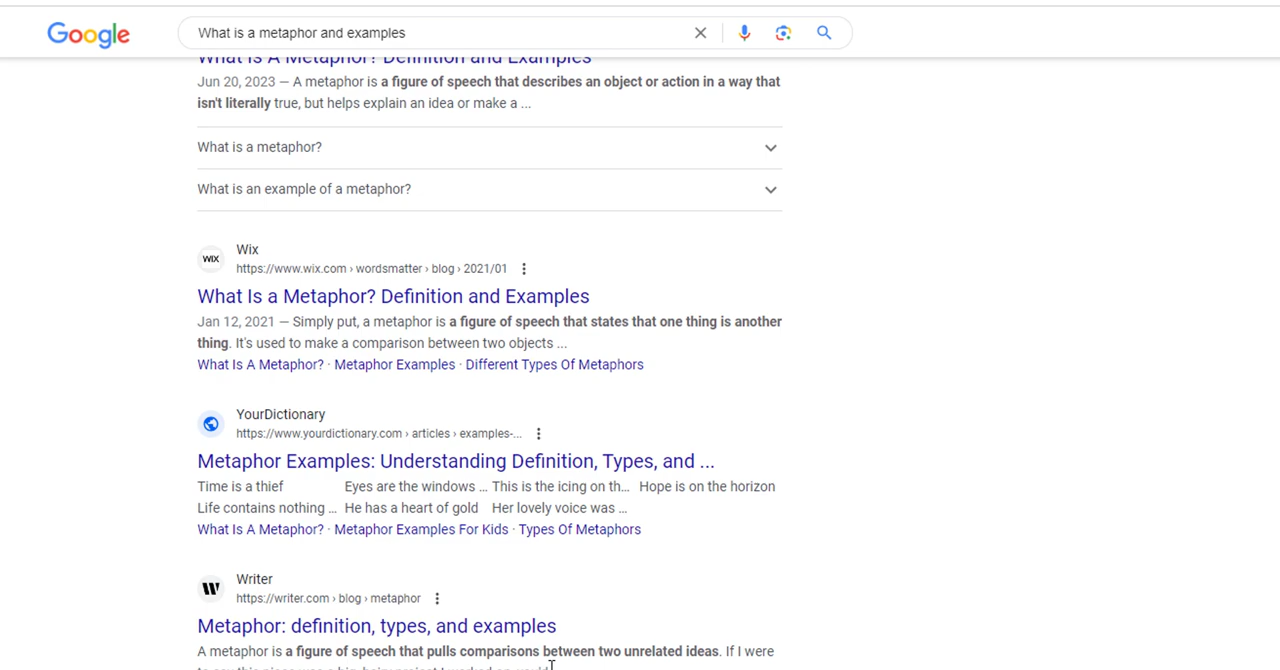 Google
What is a metaphor and examples
What Is A Metaphor? Definition and Examples
Jun 20, 2023 — A metaphor is a figure of speech that describes an object or action in a way that
isn't literally true, but helps explain an idea or make a ...
What is a metaphor?
What is an example of a metaphor?
WIX
Wix
https://www.wix.com › wordsmatter › blog › 2021/01
What Is a Metaphor? Definition and Examples
Jan 12, 2021 — Simply put, a metaphor is a figure of speech that states that one thing is another
thing. It's used to make a comparison between two objects ...
What Is A Metaphor? · Metaphor Examples · Different Types Of Metaphors
YourDictionary
https://www.yourdictionary.com › articles › examples-...
Metaphor Examples: Understanding Definition, Types, and ...
Time is a thief Eyes are the windows ... This is the icing on th... Hope is on the horizon
Life contains nothing ... He has a heart of gold Her lovely voice was ...
What Is A Metaphor? · Metaphor Examples For Kids · Types Of Metaphors
W
Writer
https://writer.com › blog › metaphor
Metaphor: definition, types, and examples
A metaphor is a figure of speech that pulls comparisons between two unrelated ideas. If I were